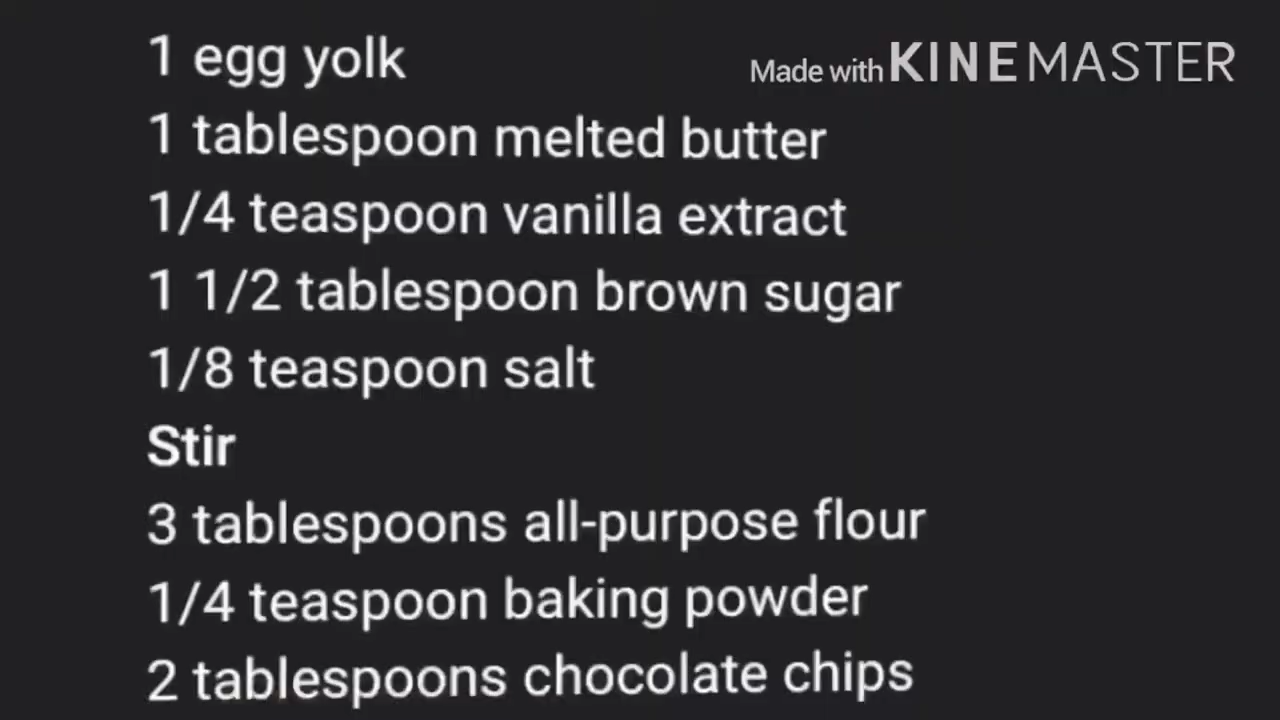 1 egg yolk
Made with KINEMASTER
1 tablespoon melted butter
1/4 teaspoon vanilla extract
1 1/2 tablespoon brown sugar
1/8 teaspoon salt
Stir
3 tablespoons all-purpose flour
1/4 teaspoon baking powder
2 tablespoons chocolate chips